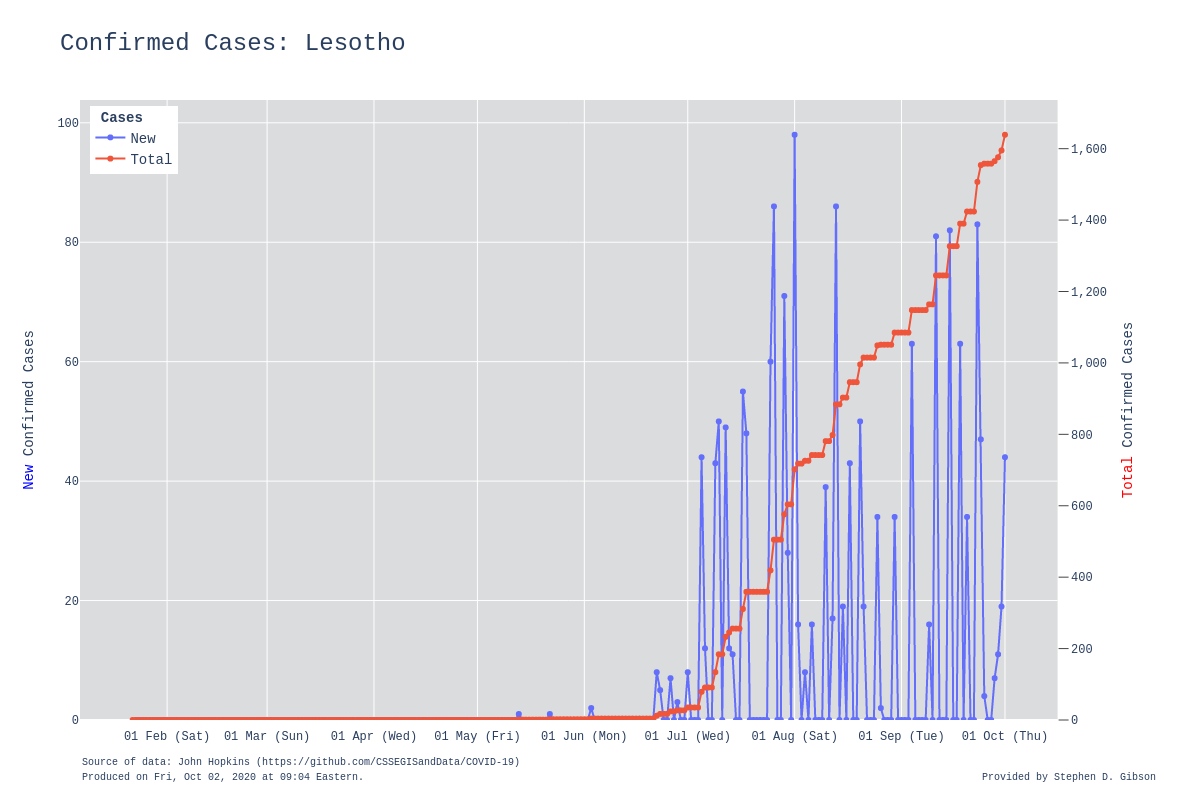 Confirmed Cases: Lesotho
Cases
New
Total
100
80
60
40
20
0
1,600
1,400
1,200
1,000
800
600
400
200
0
New Confirmed Cases
Total Confirmed Cases
01 Feb (Sat) 01 Mar (Sun) 01 Apr (Wed) 01 May (Fri) 01 Jun (Mon) 01 Jul (Wed) 01 Aug (Sat) 01 Sep (Tue) 01 Oct (Thu)
Source of data: John Hopkins (https://github.com/CSSEGISandData/COVID-19)
Produced on Fri, Oct 02, 2020 at 09:04 Eastern.
Provided by Stephen D. Gibson